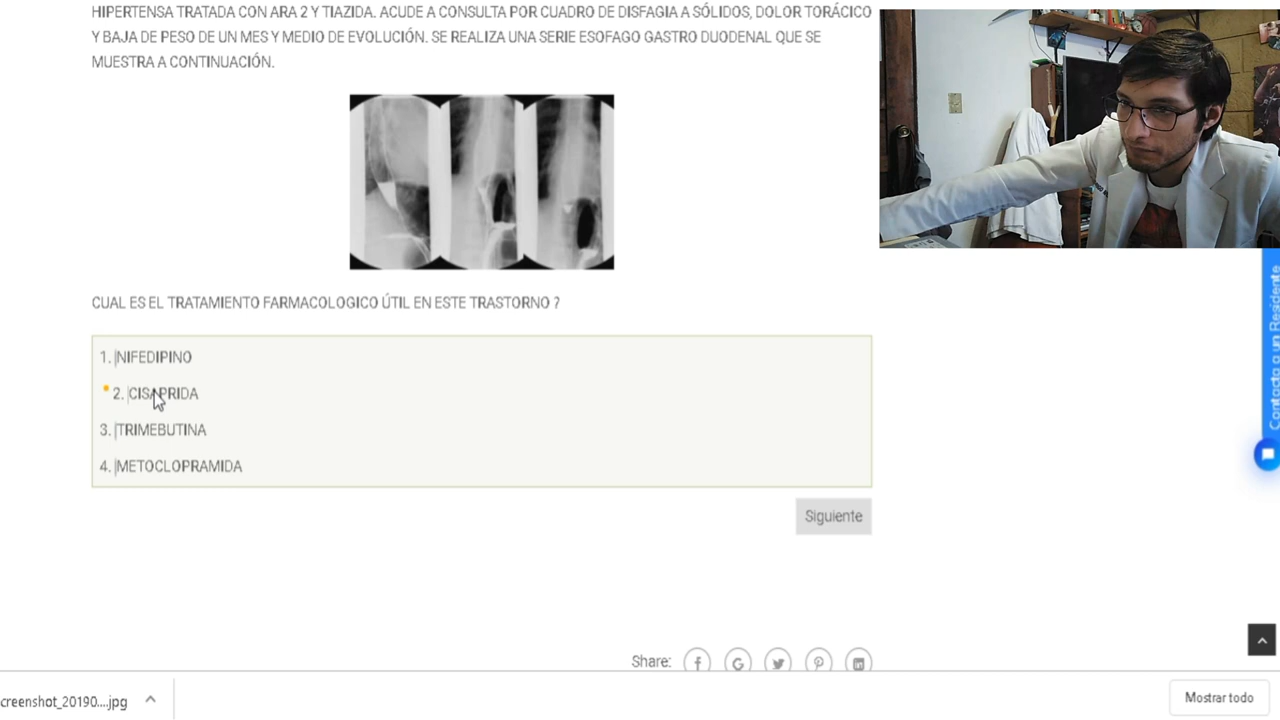 HIPERTENSA TRATADA CON ARA 2 Y TIAZIDA. ACUDE A CONSULTA POR CUADRO DE DISFAGIA A SÓLIDOS, DOLOR TORÁCICO
Y BAJA DE PESO DE UN MES Y MEDIO DE EVOLUCIÓN. SE REALIZA UNA SERIE ESOFAGO GASTRO DUODENAL QUE SE
MUESTRA A CONTINUACIÓN.
CUAL ES EL TRATAMIENTO FARMACOLOGICO ÚTIL EN ESTE TRASTORNO ?
1. NIFEDIPINO
2. CISAPRIDA
3. TRIMEBUTINA
4. METOCLOPRAMIDA
Siguiente
Contacta a un Residente
Share:
creenshot_20190....jpg
Mostrar todo